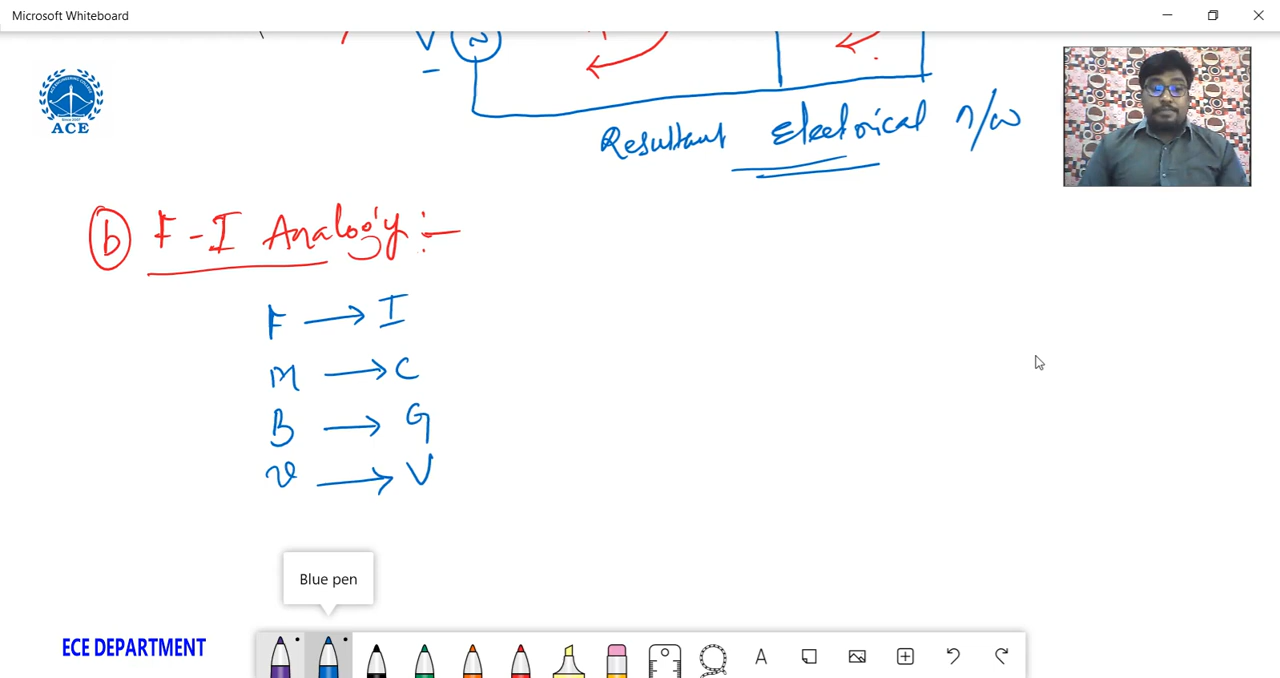 Microsoft Whiteboard
V
ACE
Resultant Electrical n/w
(b) F-I Analogy :-
F → I
M → C
B → G
v → V
Blue pen
ECE DEPARTMENT
A